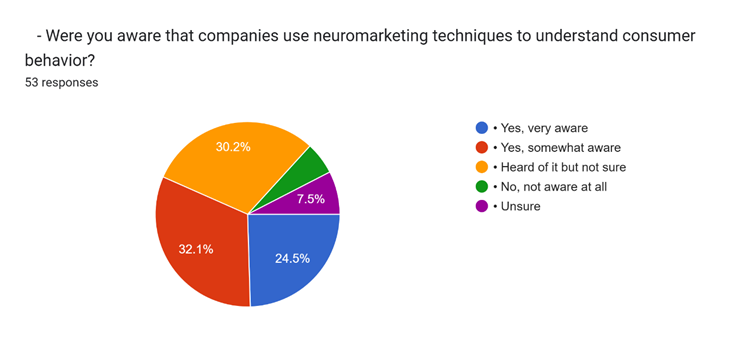 - Were you aware that companies use neuromarketing techniques to understand consumer
behavior?
53 responses
30.2%
7.5%
32.1%
24.5%
• Yes, very aware
• Yes, somewhat aware
• Heard of it but not sure
• No, not aware at all
• Unsure